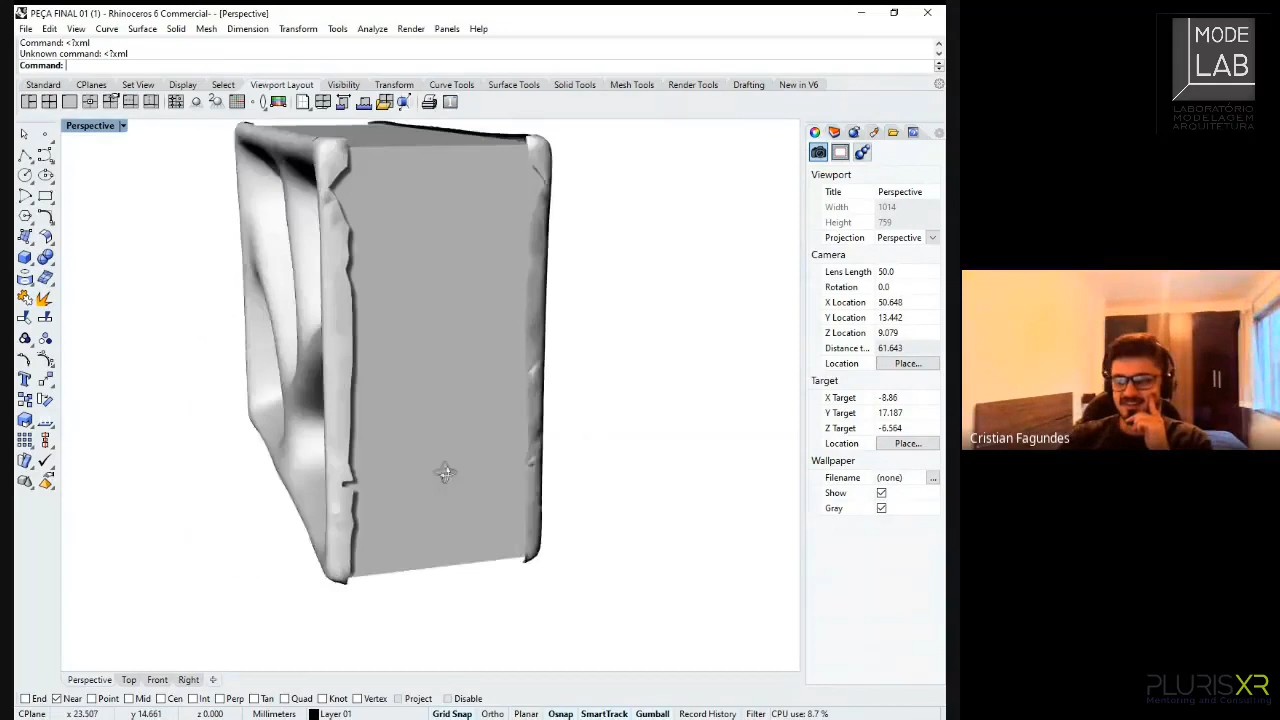 PEÇA FINAL 01 (1) - Rhinoceros 6 Commercial- - [Perspective]
File Edit View Curve Surface Solid Mesh Dimension Transform Tools Analyze Render Panels Help
Command: <?xml
Unknown command: <?xml
Command:
Standard CPlanes Set View Display Select Viewport Layout Visibility Transform Curve Tools Surface Tools Solid Tools Mesh Tools Render Tools Drafting New in V6
Perspective
Viewport
Title Perspective
Width 1014
Height 759
Projection Perspective
Camera
Lens Length 50.0
Rotation 0.0
X Location 50.648
Y Location 13.442
Z Location 9.079
Distance t... 61.643
Location Place...
Target
X Target -8.86
Y Target 17.187
Z Target -6.564
Location Place...
Wallpaper
Filename (none) ...
Show
Gray
Perspective Top Front Right
End Near Point Mid Cen Int Perp Tan Quad Knot Vertex Project Disable
CPlane x 23.507 y 14.661 z 0.000 Millimeters Layer 01 Grid Snap Ortho Planar Osnap SmartTrack Gumball Record History Filter CPU use: 8.7 %
MODE
LAB
LABORATÓRIO
MODELAGEM
ARQUITETURA
Cristian Fagundes
PLURISXR
Mentoring and Consulting